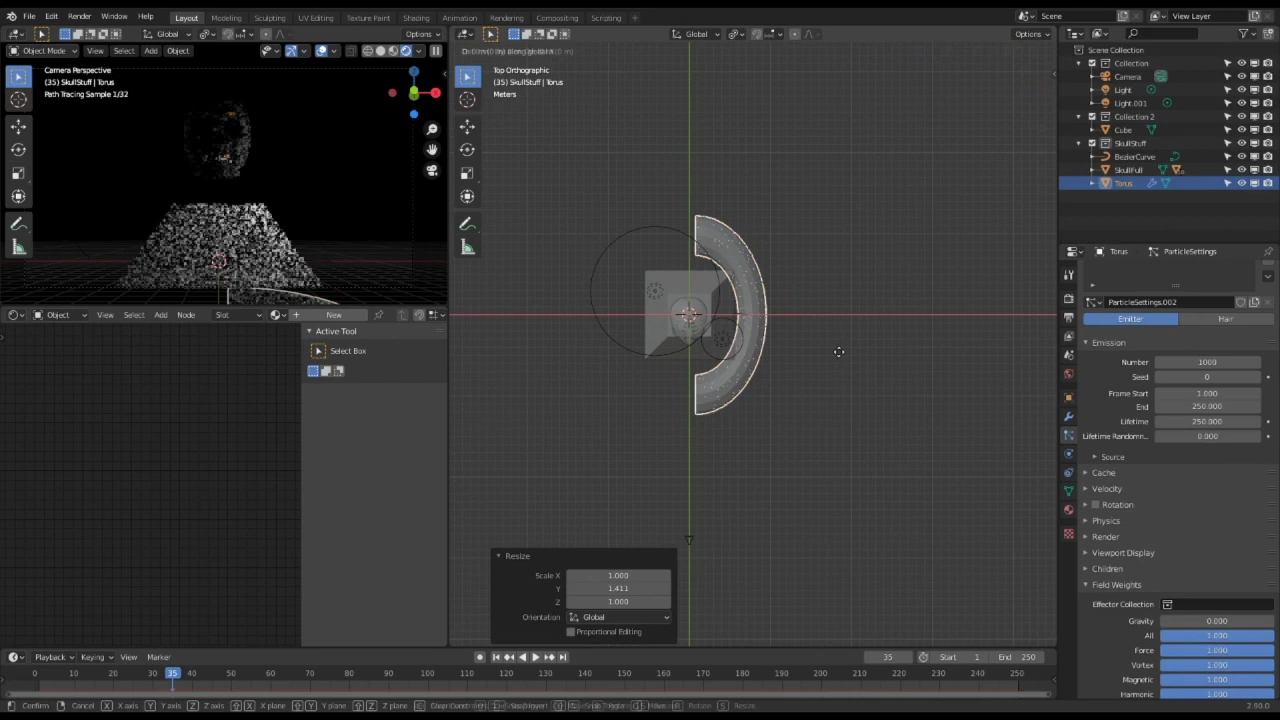 File Edit Render Window Help Layout Modeling Sculpting UV Editing Texture Paint Shading Animation Rendering Compositing Scripting + Scene View Layer
Global Options Global Options
Object Mode View Select Add Object
Camera Perspective
(35) SkullStuff | Torus
Path Tracing Sample 1/32
Top Orthographic
(35) SkullStuff | Torus
Meters
Scene Collection
Collection
Camera
Light
Light.001
Collection 2
Cube
SkullStuff
BezierCurve
SkullFull
Torus
Torus ParticleSettings
ParticleSettings.002
Emitter Hair
Emission
Number 1000
Seed 0
Frame Start 1.000
End 250.000
Lifetime 250.000
Lifetime Randomn... 0.000
Source
Cache
Velocity
Rotation
Physics
Render
Viewport Display
Children
Field Weights
Effector Collection
Gravity 0.000
All 1.000
Force 1.000
Vortex 1.000
Magnetic 1.000
Harmonic 1.000
Object View Select Add Node Slot New
Active Tool
Select Box
Resize
Scale X 1.000
Y 1.411
Z 1.000
Orientation Global
Proportional Editing
Playback Keying View Marker 35 Start 1 End 250
0 10 20 30 35 40 50 60 70 80 90 100 110 120 130 140 150 160 170 180 190 200 210 220 230 240 250
Confirm Cancel X X axis Y Y axis Z Z axis X X plane Y Y plane Z Z plane Rotate S Resize 2.90.0